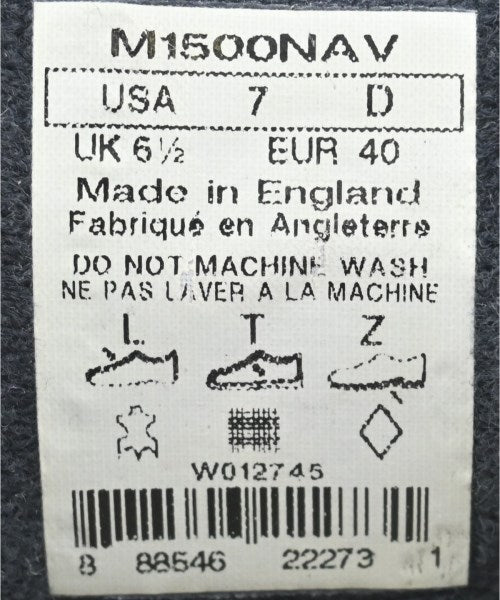 M1500NAV
USA 7 D
UK 6½ EUR 40
Made in England
Fabriqué en Angleterre
DO NOT MACHINE WASH
NE PAS LAVER A LA MACHINE
L T Z
W012745
8 88546 22273 1